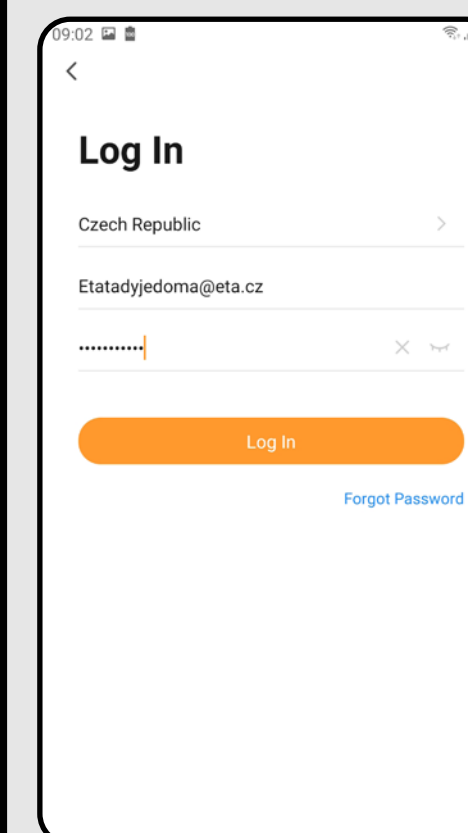 09:02
Log In
Czech Republic
Etatadyjedoma@eta.cz
•••••••••••
Log In
Forgot Password